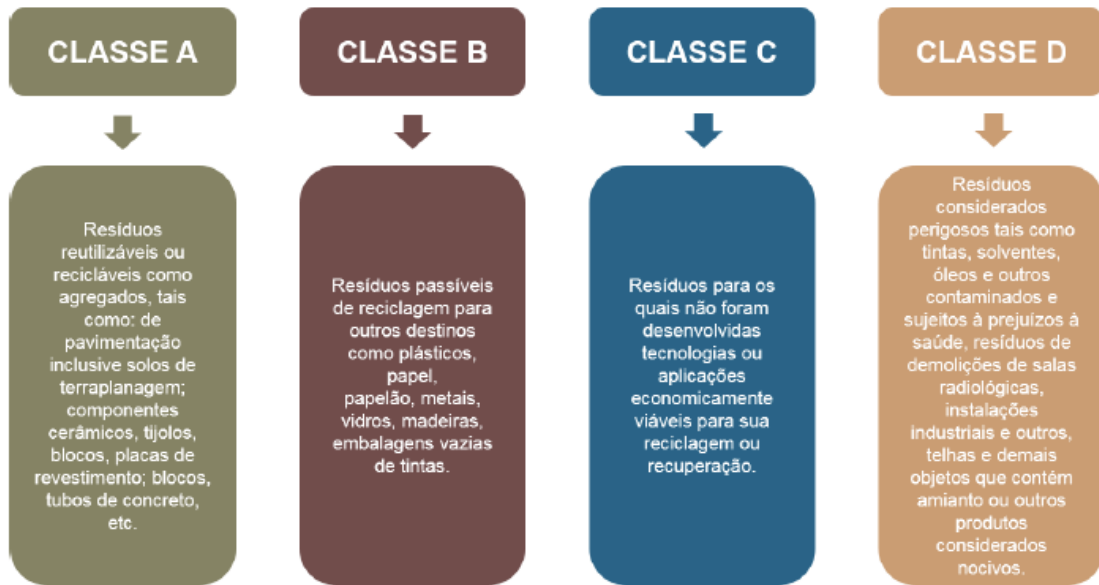 CLASSE A
Resíduos
reutilizáveis ou
recicláveis como
agregados, tais
como: de
pavimentação
inclusive solos de
terraplanagem;
componentes
cerâmicos, tijolos,
blocos, placas de
revestimento; blocos,
tubos de concreto,
etc.
CLASSE B
Resíduos passíveis
de reciclagem para
outros destinos
como plásticos,
papel,
papelão, metais,
vidros, madeiras,
embalagens vazias
de tintas.
CLASSE C
Resíduos para os
quais não foram
desenvolvidas
tecnologias ou
aplicações
economicamente
viáveis para sua
reciclagem ou
recuperação.
CLASSE D
Resíduos
considerados
perigosos tais como
tintas, solventes,
óleos e outros
contaminados e
sujeitos à prejuízos à
saúde, resíduos de
demolições de salas
radiológicas,
instalações
industriais e outros,
telhas e demais
objetos que contém
amianto ou outros
produtos
considerados
nocivos.